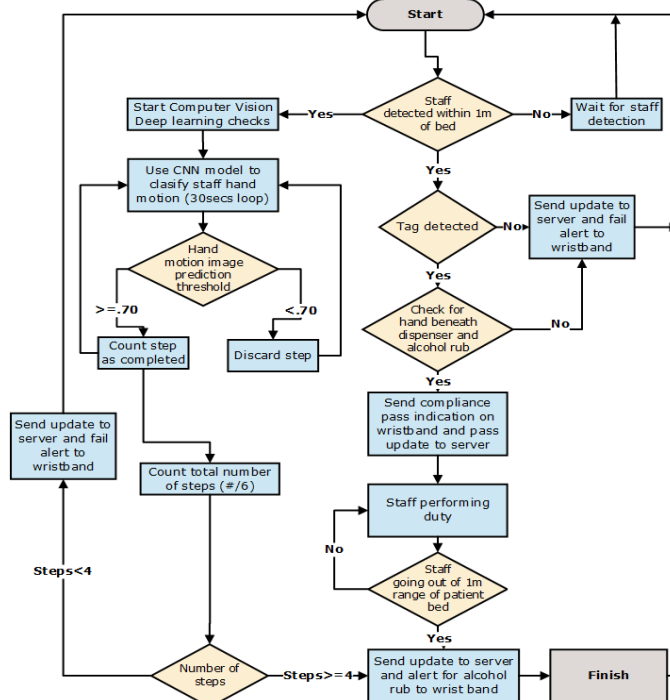 Start
Staff
detected within 1m
of bed
Yes
No
Start Computer Vision
Deep learning checks
Wait for staff
detection
Yes
Use CNN model to
clasify staff hand
motion (30secs loop)
Tag detected
No
Send update to
server and fail
alert to
wristband
Hand
motion image
prediction
threshold
Yes
>=.70
<.70
Check for
hand beneath
dispenser and
alcohol rub
No
Count step
as completed
Discard step
Yes
Send compliance
pass indication on
wristband and pass
update to server
Send update to
server and fail
alert to
wristband
Count total number
of steps (#/6)
Staff performing
duty
No
Steps<4
Staff
going out of 1m
range of patient
bed
Yes
Number of
steps
Steps>=4
Send update to server
and alert for alcohol
rub to wrist band
Finish